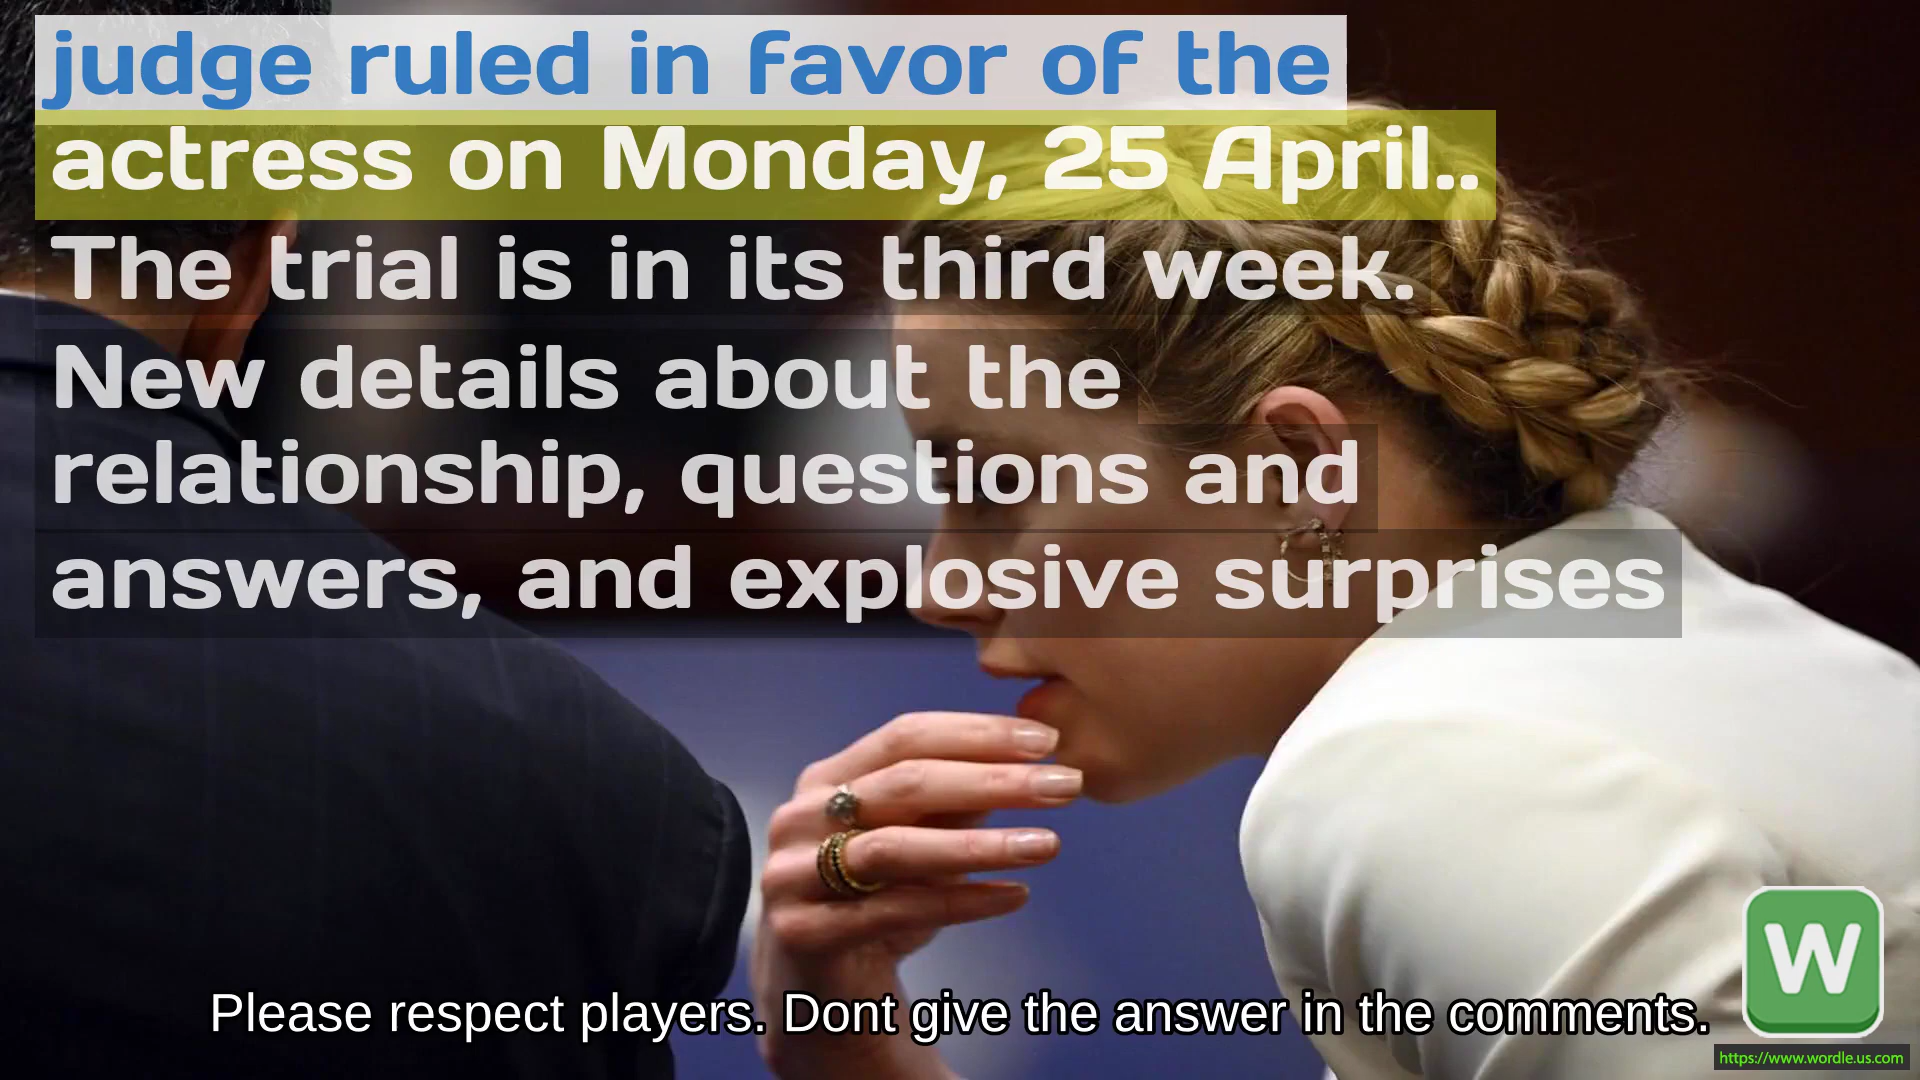 judge ruled in favor of the
actress on Monday, 25 April..
The trial is in its third week.
New details about the
relationship, questions and
answers, and explosive surprises
Please respect players. Dont give the answer in the comments.
W
https://www.wordle.us.com